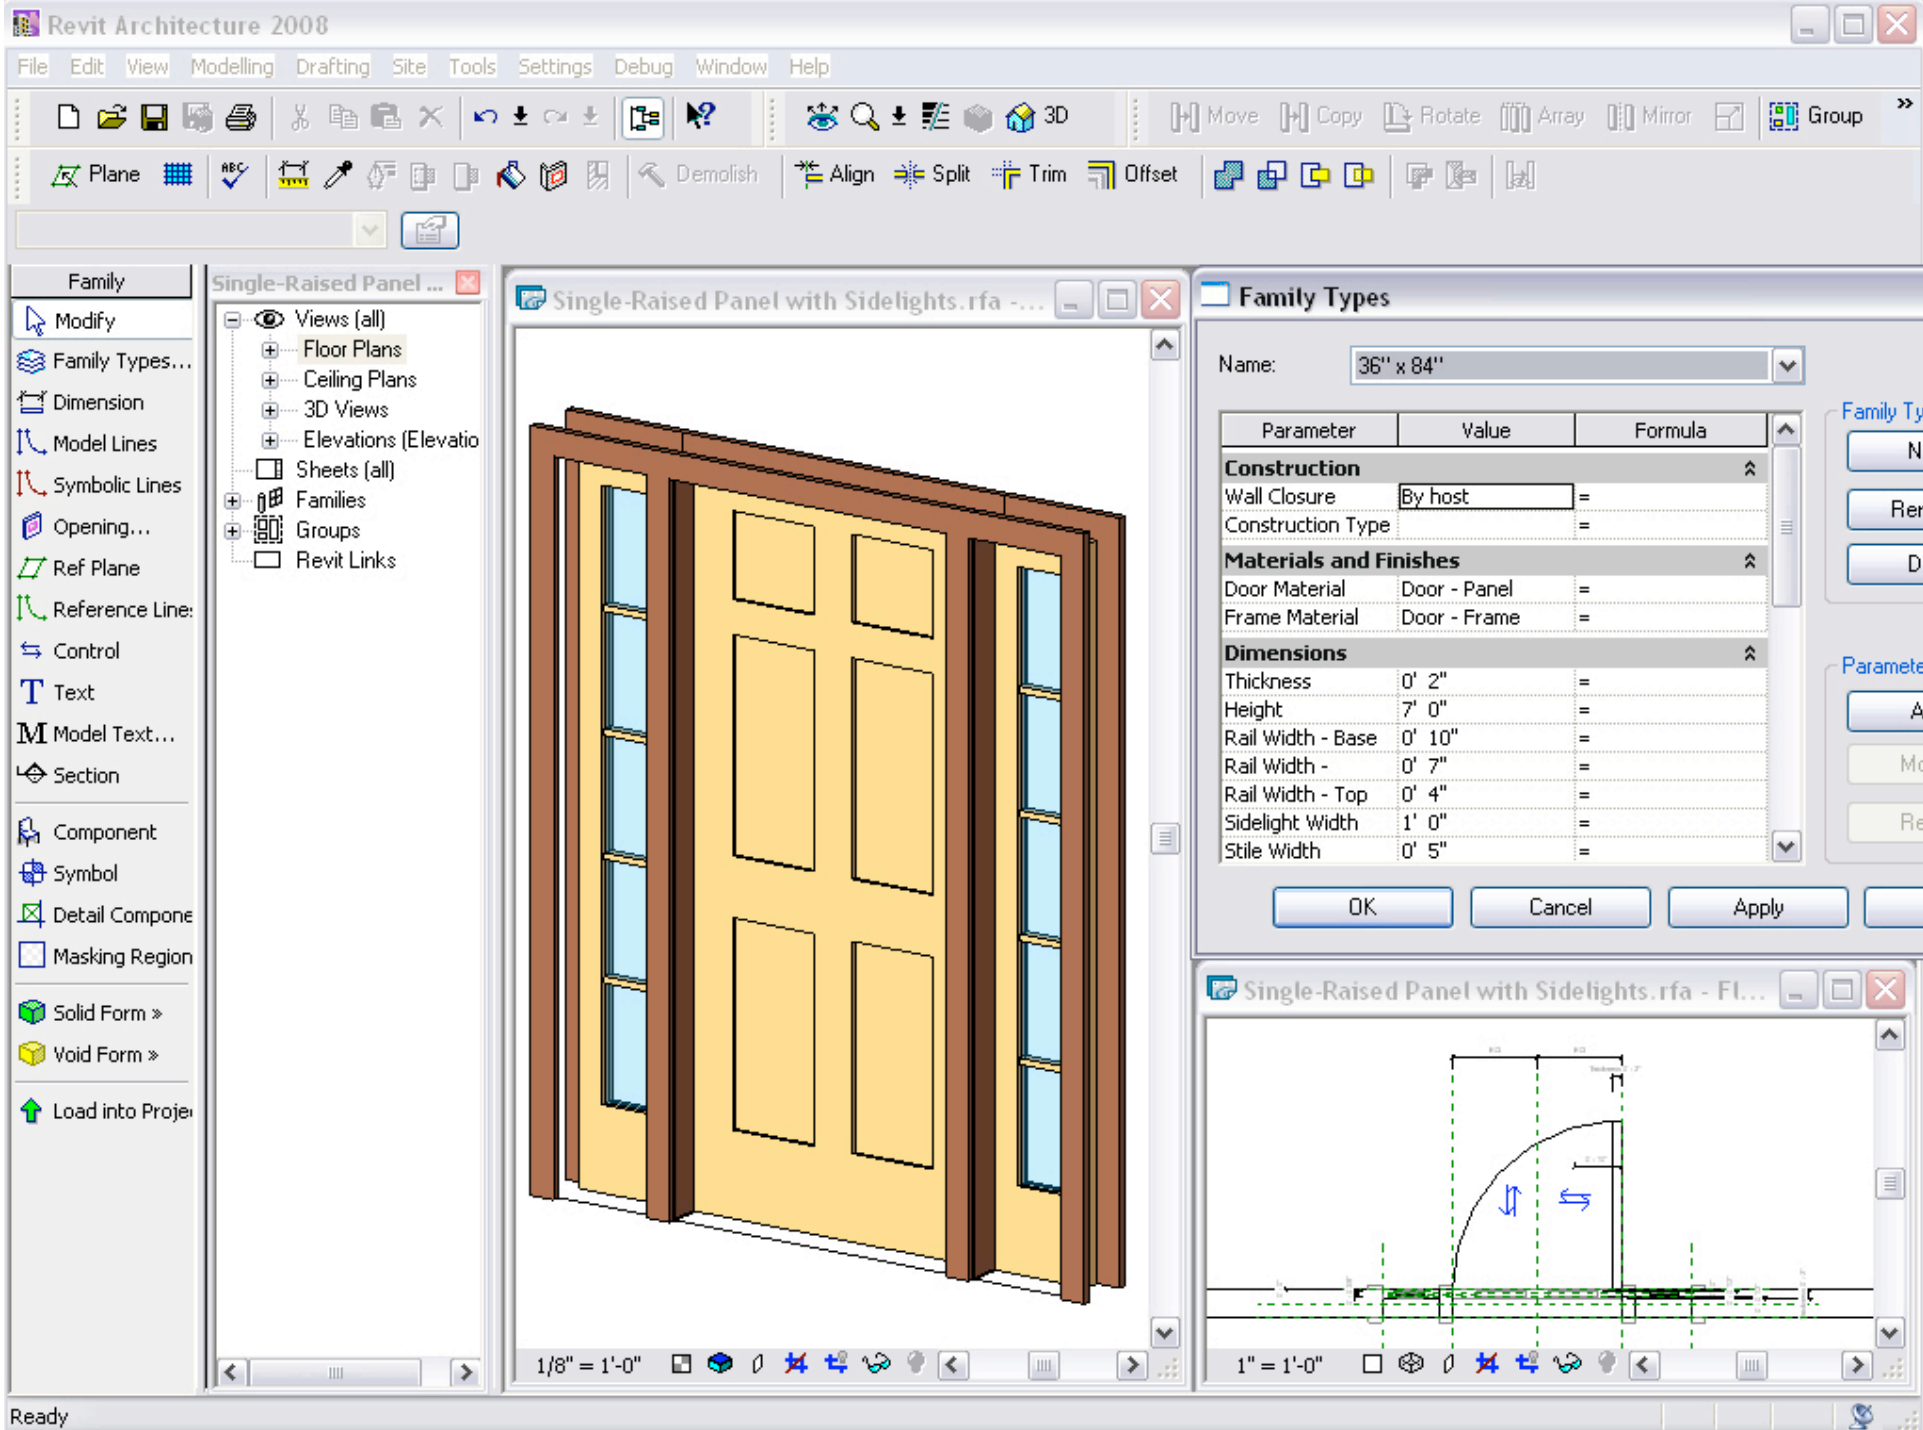 Revit Architecture 2008
File Edit View Modelling Drafting Site Tools Settings Debug Window Help
3D Move Copy Rotate Array Mirror Group »
Plane ABC Demolish Align Split Trim Offset
Family
Modify
Family Types...
Dimension
Model Lines
Symbolic Lines
Opening...
Ref Plane
Reference Line
Control
T Text
M Model Text...
Section
Component
Symbol
Detail Compone
Masking Region
Solid Form »
Void Form »
Load into Proje
Single-Raised Panel ...
Views (all)
Floor Plans
Ceiling Plans
3D Views
Elevations (Elevatio
Sheets (all)
Families
Groups
Revit Links
Single-Raised Panel with Sidelights.rfa -...
1/8" = 1'-0"
Family Types
Name: 36" x 84"
Parameter Value Formula
Construction
Wall Closure By host =
Construction Type =
Materials and Finishes
Door Material Door - Panel =
Frame Material Door - Frame =
Dimensions
Thickness 0' 2" =
Height 7' 0" =
Rail Width - Base 0' 10" =
Rail Width - 0' 7" =
Rail Width - Top 0' 4" =
Sidelight Width 1' 0" =
Stile Width 0' 5" =
Family Ty
N
Rer
D
Paramete
A
Mo
Re
OK Cancel Apply
Single-Raised Panel with Sidelights.rfa - Fl...
1" = 1'-0"
Ready